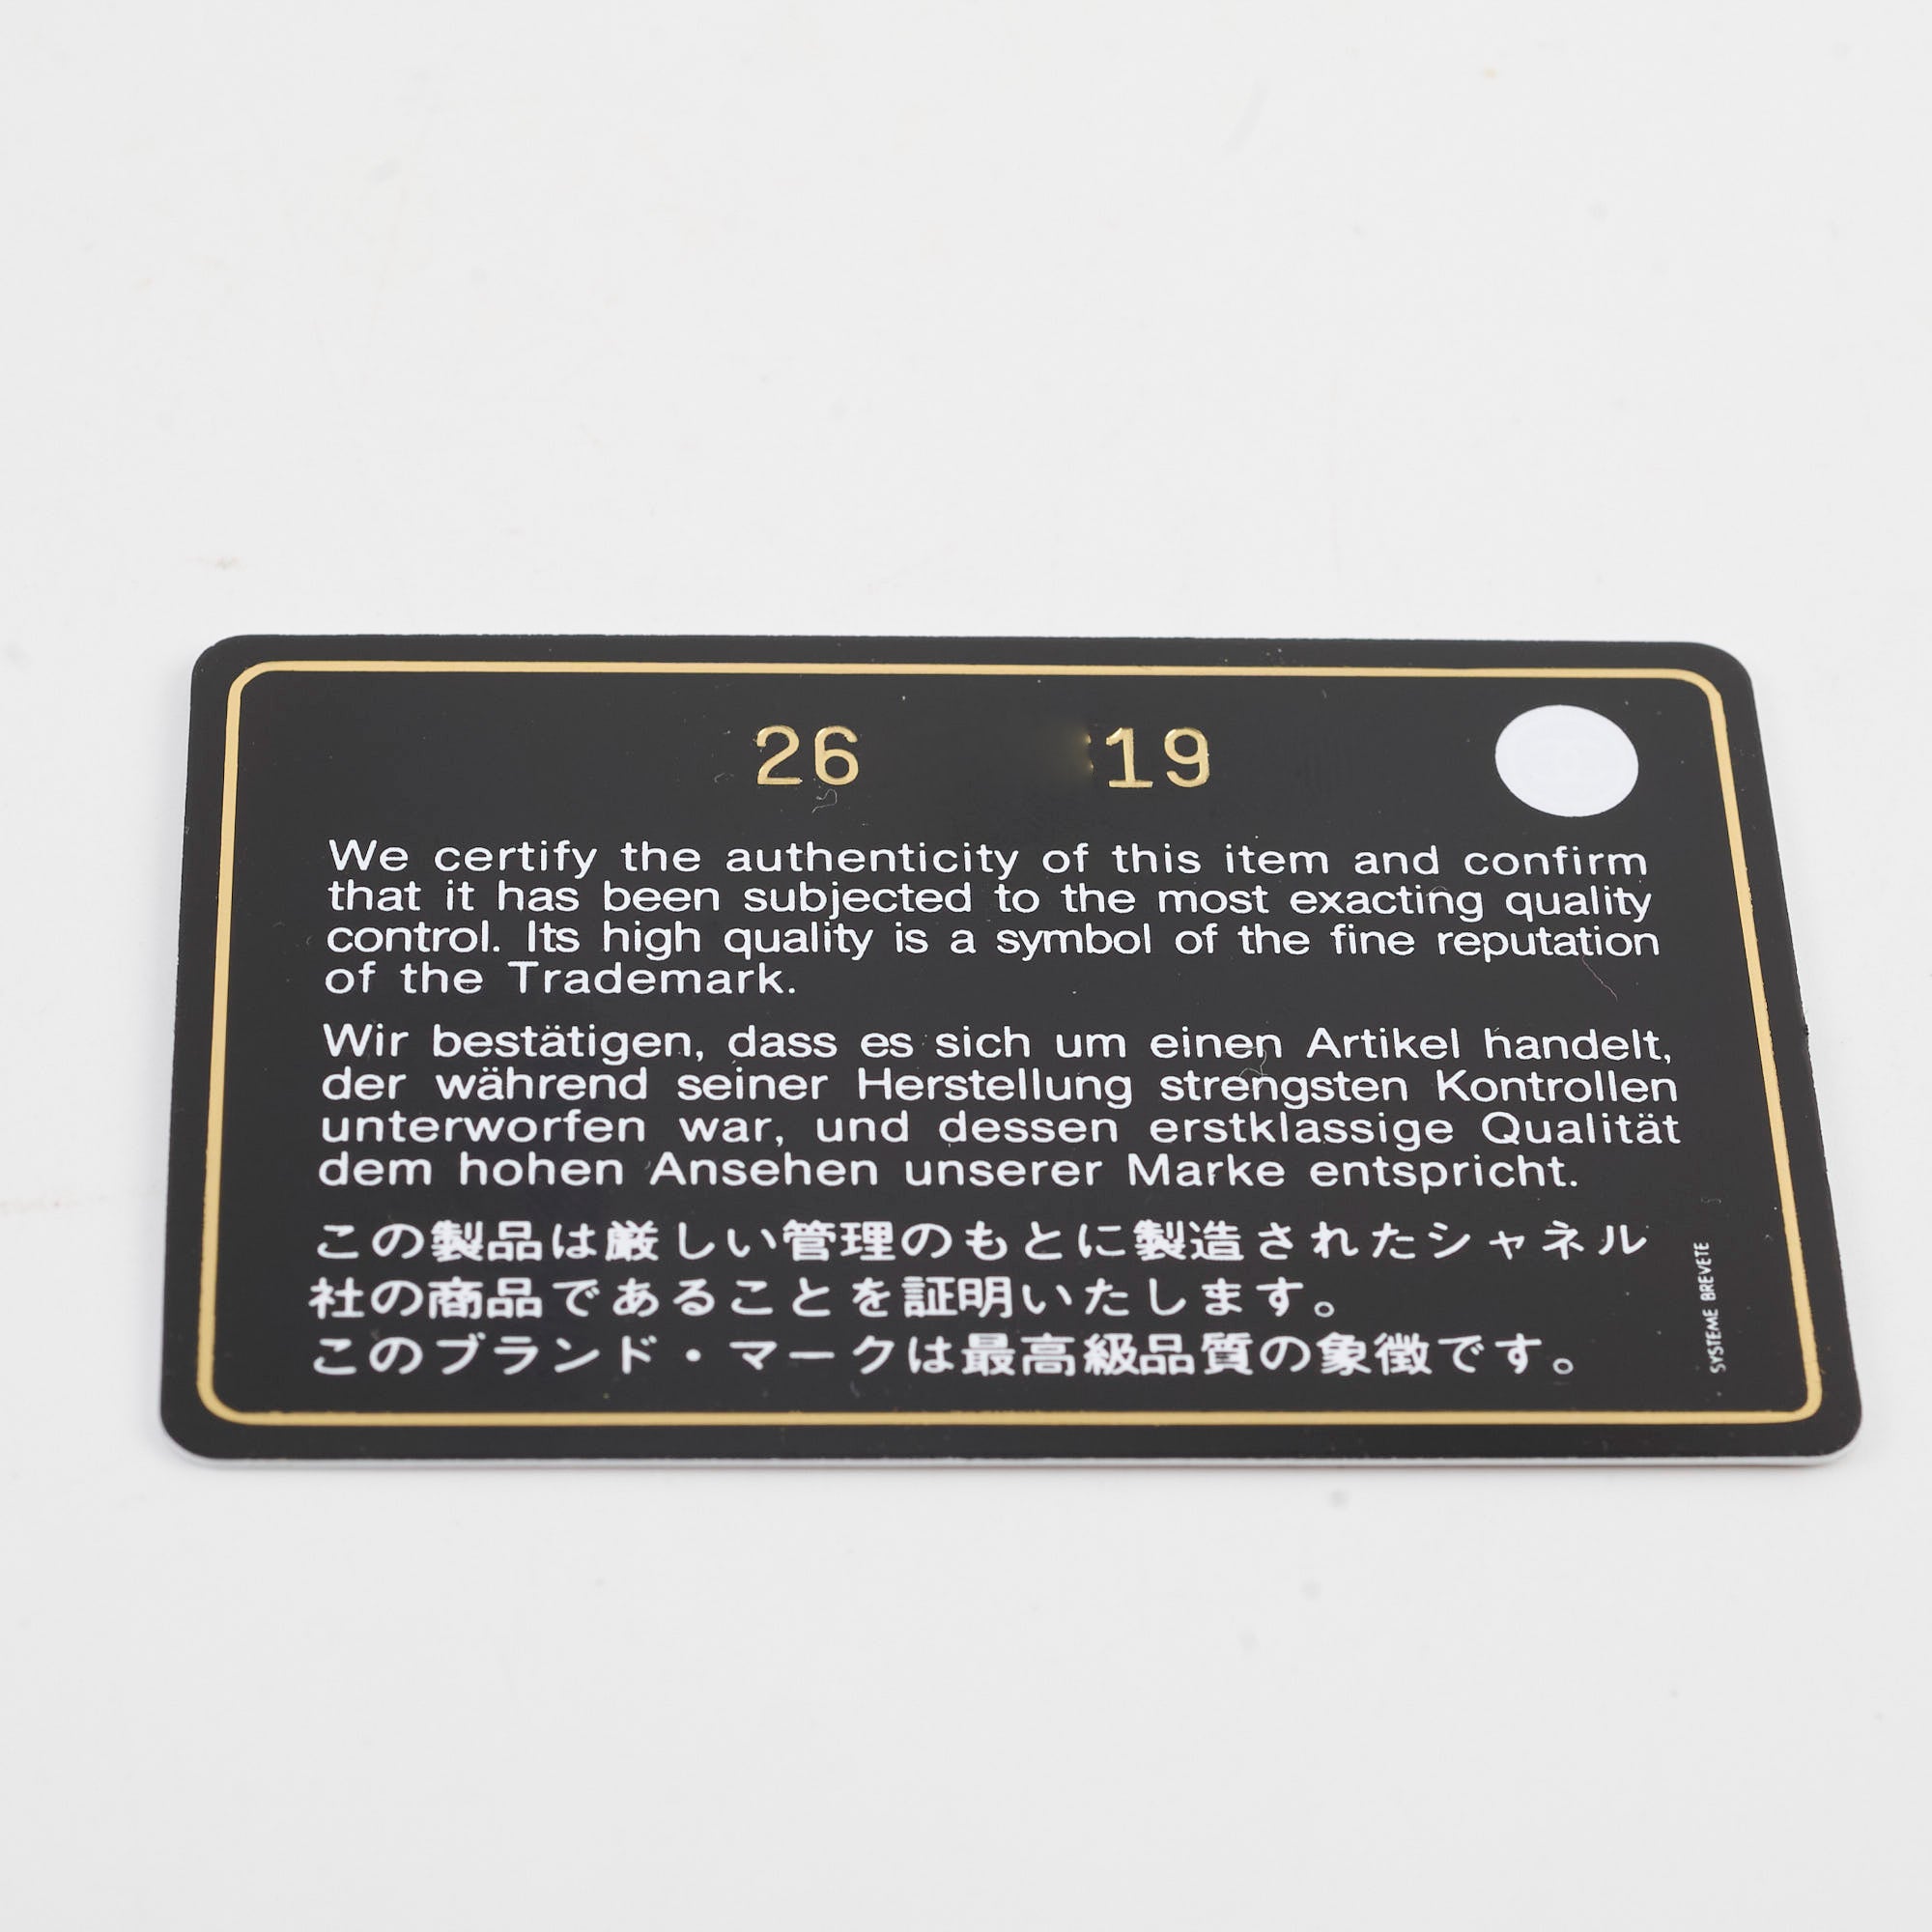 26 19
We certify the authenticity of this item and confirm
that it has been subjected to the most exacting quality
control. Its high quality is a symbol of the fine reputation
of the Trademark.
Wir bestätigen, dass es sich um einen Artikel handelt,
der während seiner Herstellung strengsten Kontrollen
unterworfen war, und dessen erstklassige Qualität
dem hohen Ansehen unserer Marke entspricht.
この製品は厳しい管理のもとに製造されたシャネル
社の商品であることを証明いたします。
このブランド・マークは最高級品質の象徴です。
SYSTEME BREVETE